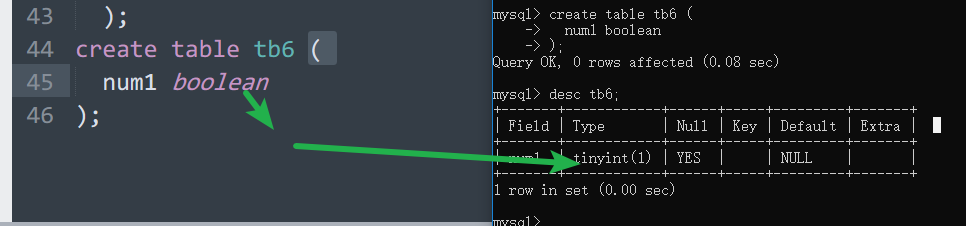 43 );
44 create table tb6 (
45 num1 boolean
46 );
mysql> create table tb6 (
-> num1 boolean
-> );
Query OK, 0 rows affected (0.08 sec)
mysql> desc tb6;
+-------+------------+------+-----+---------+-------+
| Field | Type | Null | Key | Default | Extra |
+-------+------------+------+-----+---------+-------+
| num1 | tinyint(1) | YES | | NULL | |
+-------+------------+------+-----+---------+-------+
1 row in set (0.00 sec)
mysql>